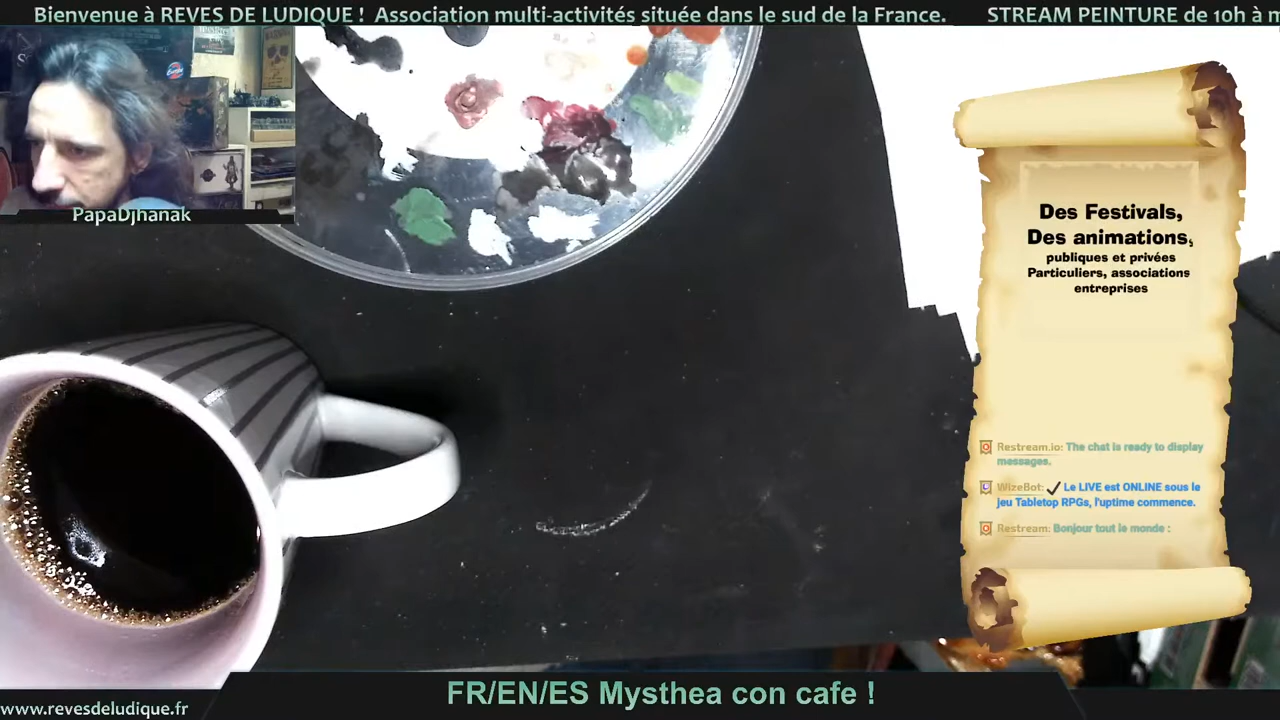 Bienvenue à REVES DE LUDIQUE ! Association multi-activités située dans le sud de la France. STREAM PEINTURE de 10h à
PapaDjhanak
Des Festivals,
Des animations,
publiques et privées
Particuliers, associations
entreprises
Restream.io: The chat is ready to display
messages.
WizeBot: ✓ Le LIVE est ONLINE sous le
jeu Tabletop RPGs, l'uptime commence.
Restream: Bonjour tout le monde :
FR/EN/ES Mysthea con cafe !
www.revesdeludique.fr